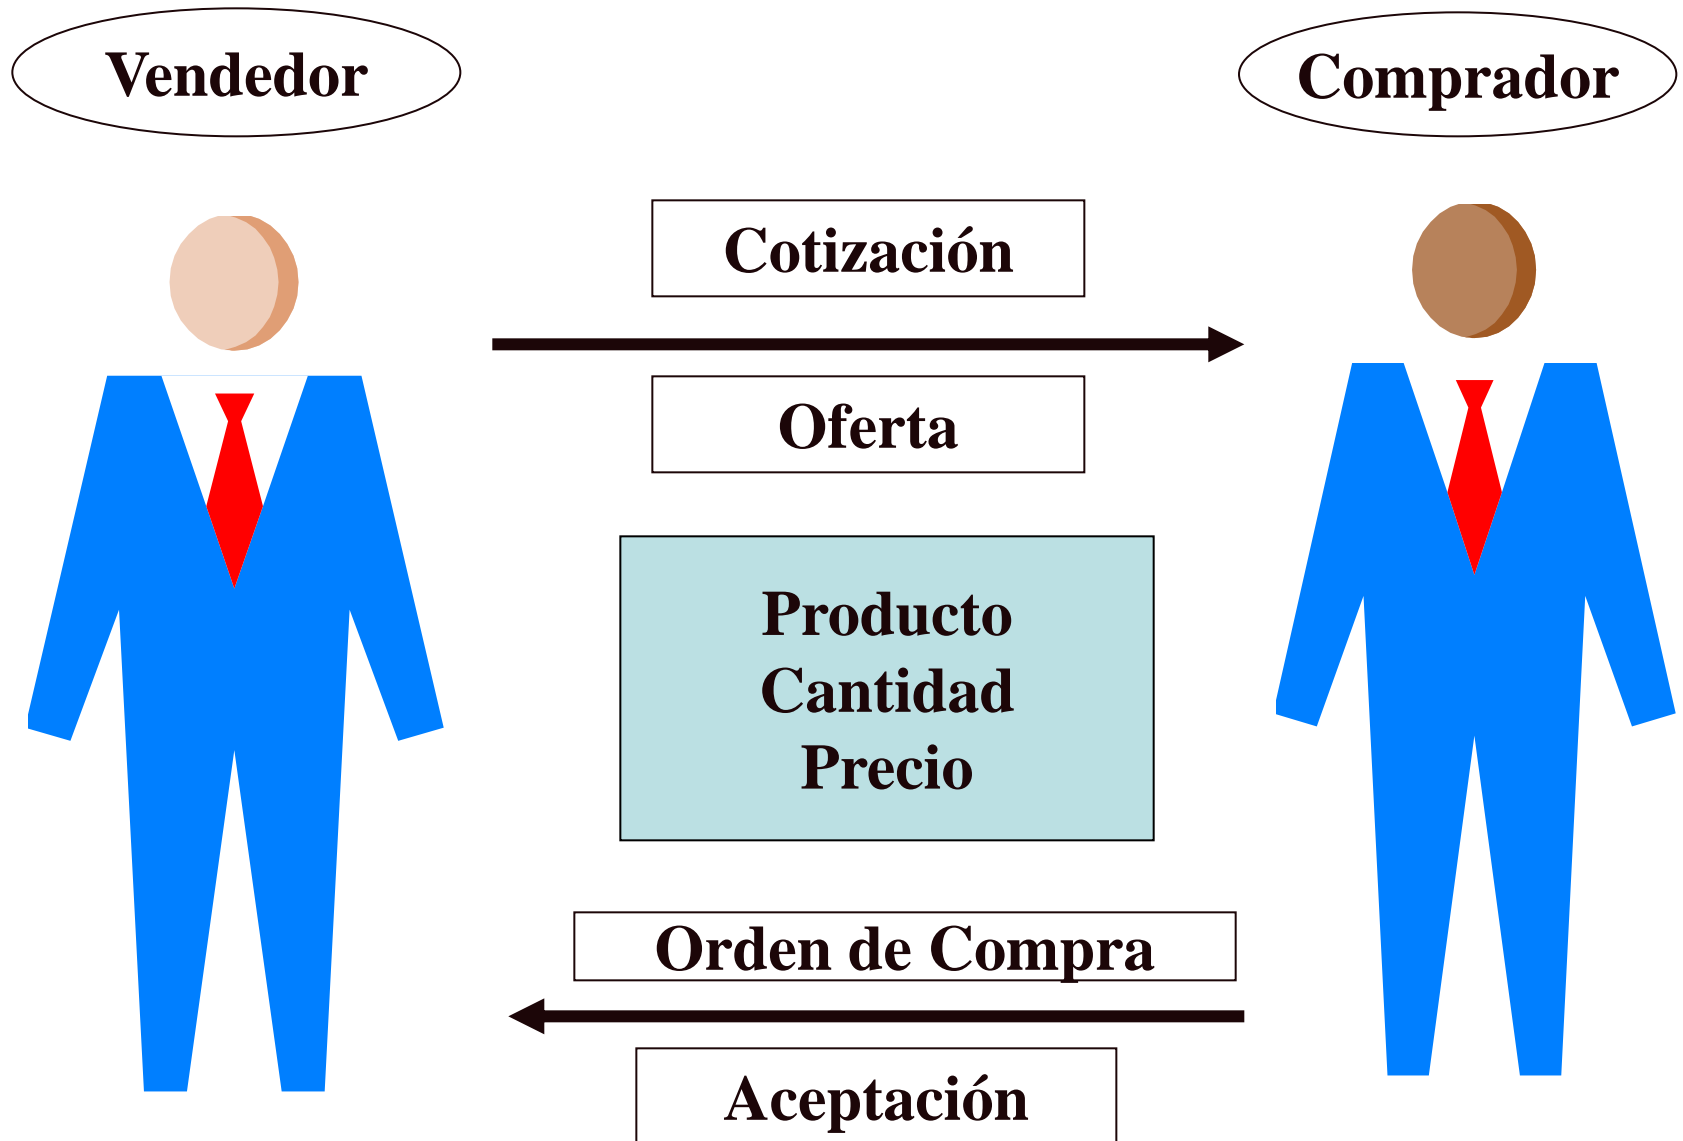 Vendedor
Comprador
Cotización
Oferta
Producto
Cantidad
Precio
Orden de Compra
Aceptación